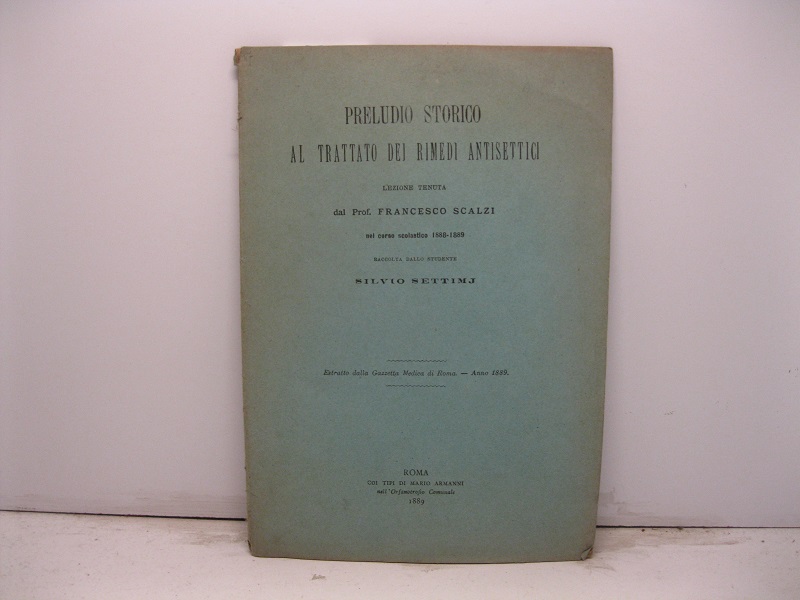 PRELUDIO STORICO
AL TRATTATO DEI RIMEDI ANTISETTICI
LEZIONE TENUTA
dal Prof. FRANCESCO SCALZI
nel corso scolastico 1888-1889
RACCOLTA DALLO STUDENTE
SILVIO SETTIMJ
Estratto dalla Gazzetta Medica di Roma. — Anno 1889.
ROMA
COI TIPI DI MARIO ARMANNI
nell'Orfanotrofio Comunale
1889